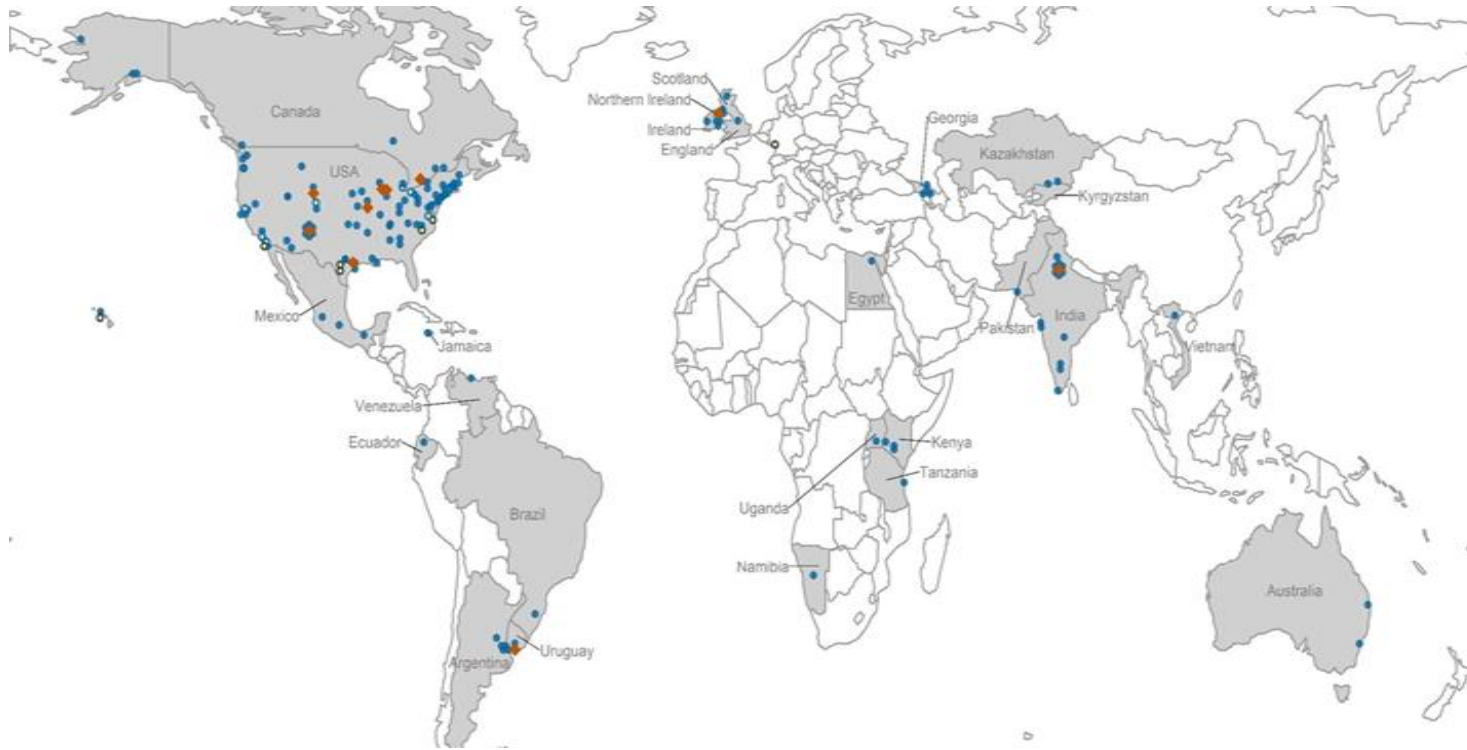 Scotland
Northern Ireland
Ireland
England
Georgia
Canada
USA
Kazakhstan
Kyrgyzstan
Mexico
Jamaica
Egypt
Pakistan
India
Vietnam
Venezuela
Ecuador
Kenya
Tanzania
Uganda
Brazil
Namibia
Australia
Uruguay
Argentina